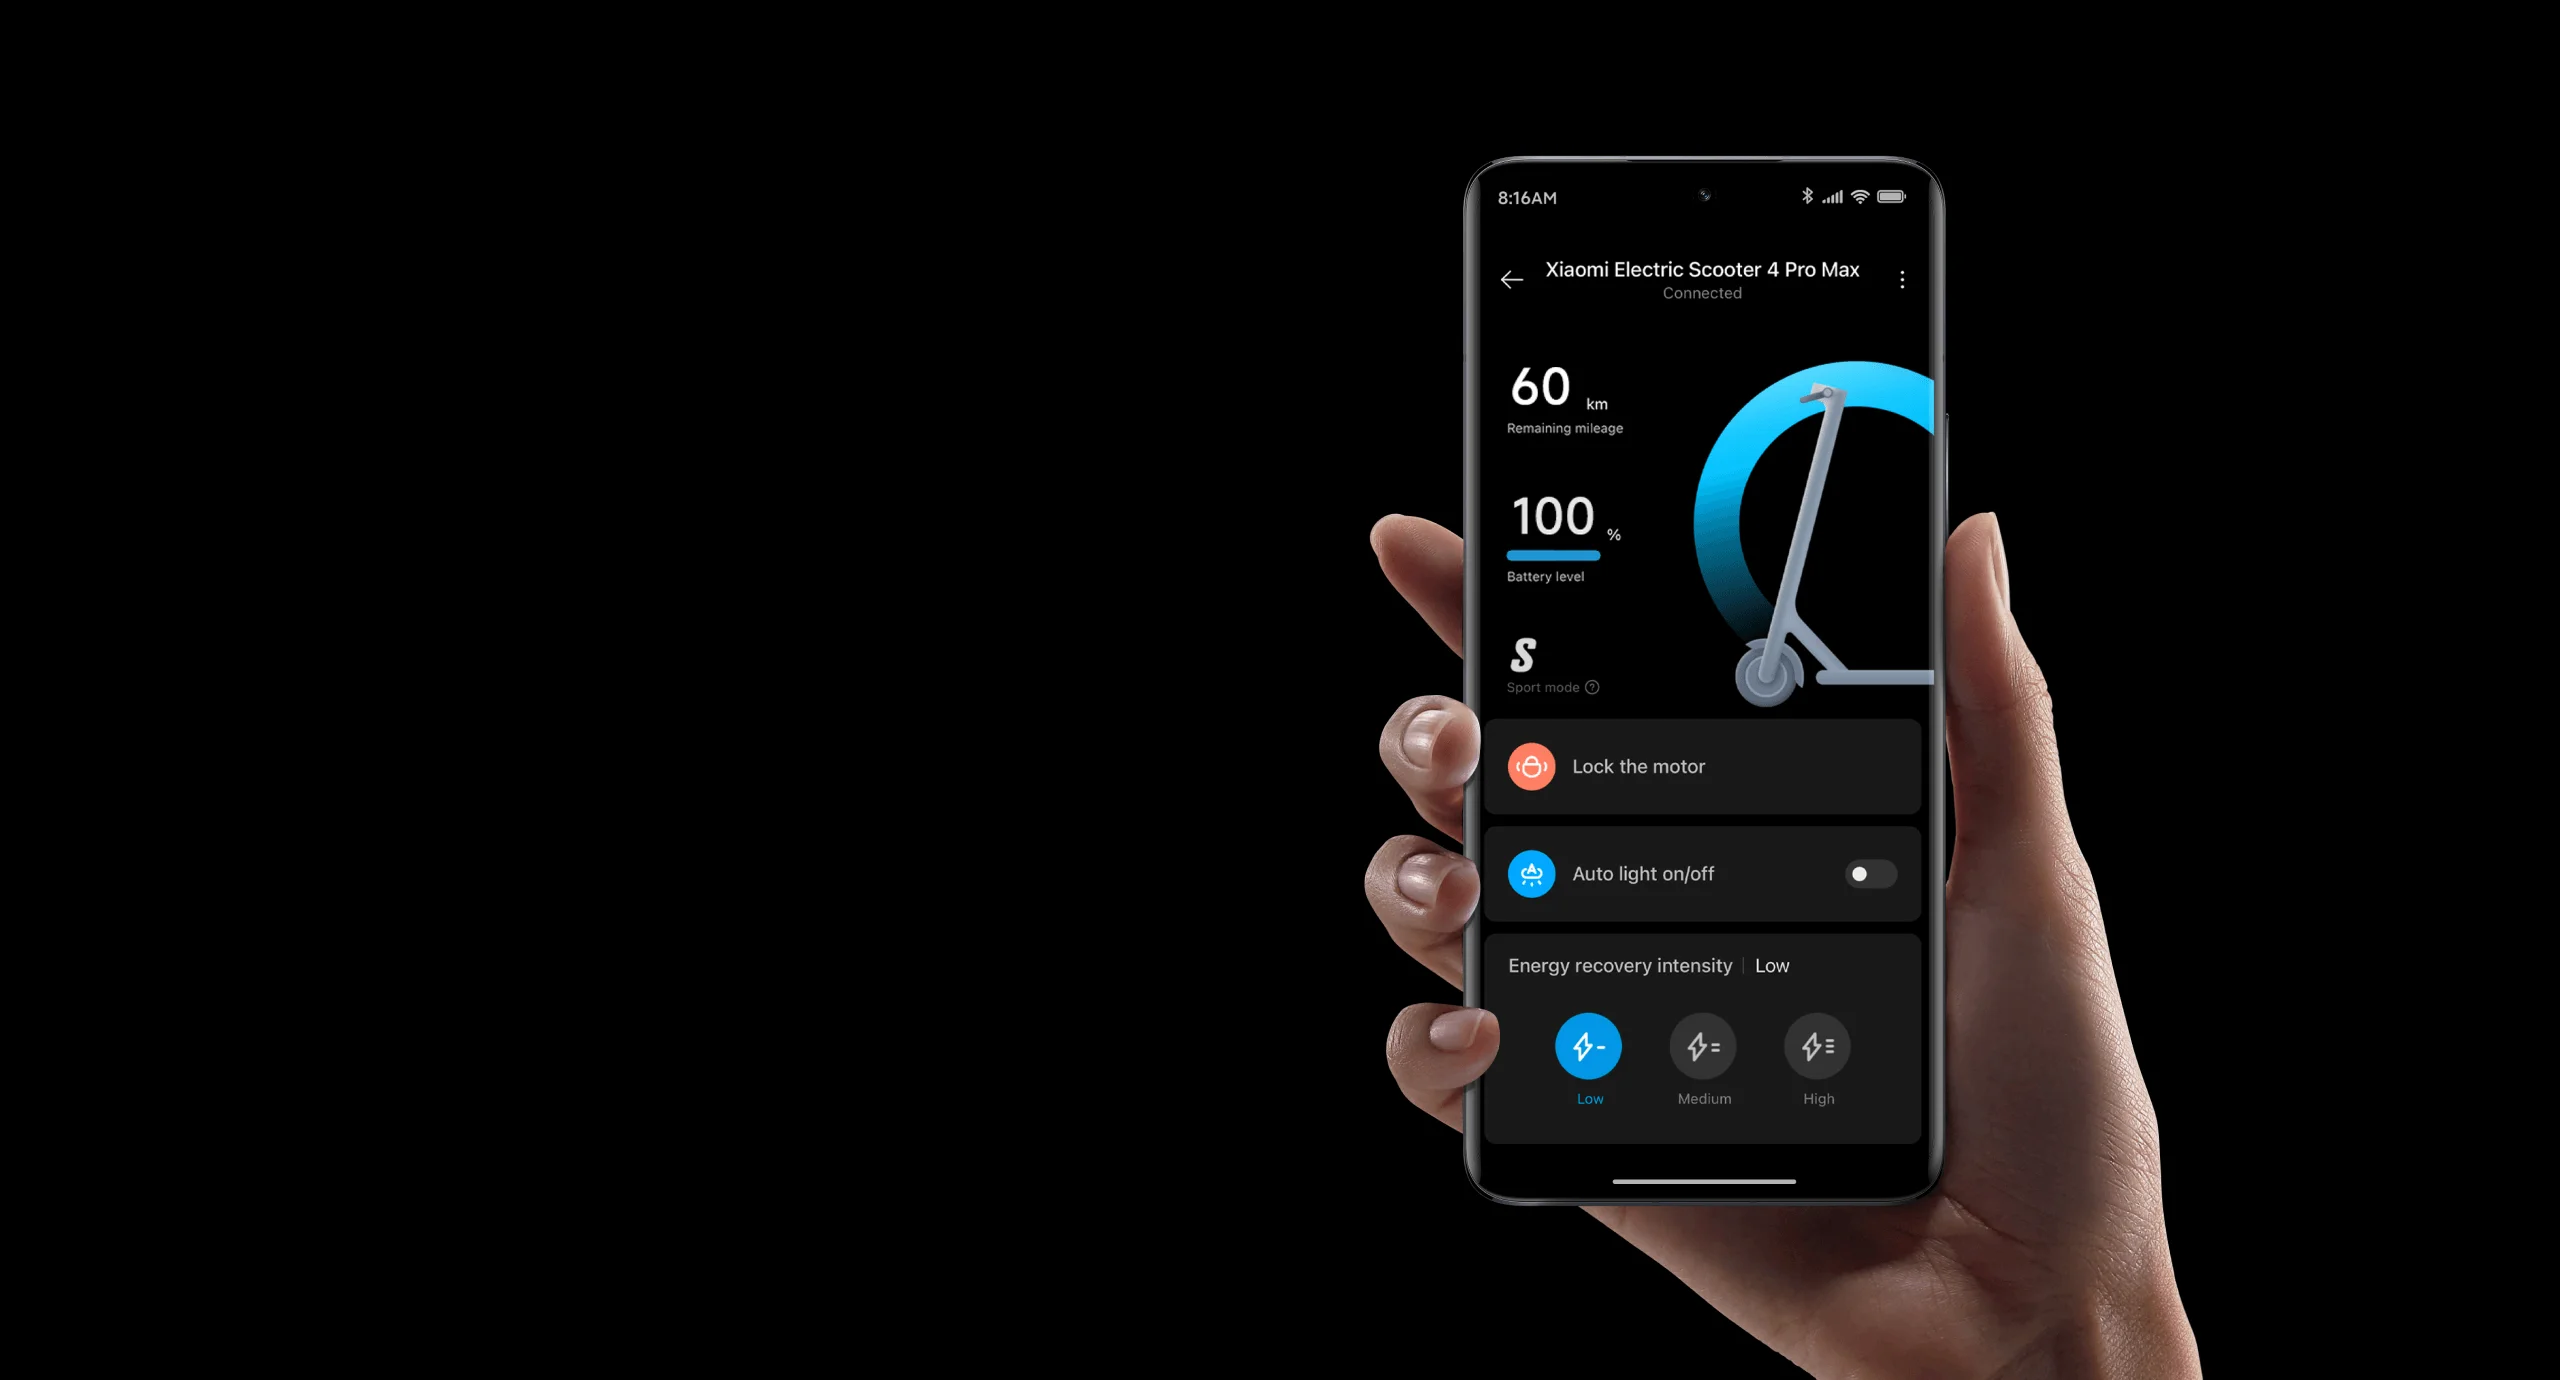 8:16AM
Xiaomi Electric Scooter 4 Pro Max
Connected
60 km
Remaining mileage
100 %
Battery level
S
Sport mode
Lock the motor
Auto light on/off
Energy recovery intensity | Low
Low Medium High